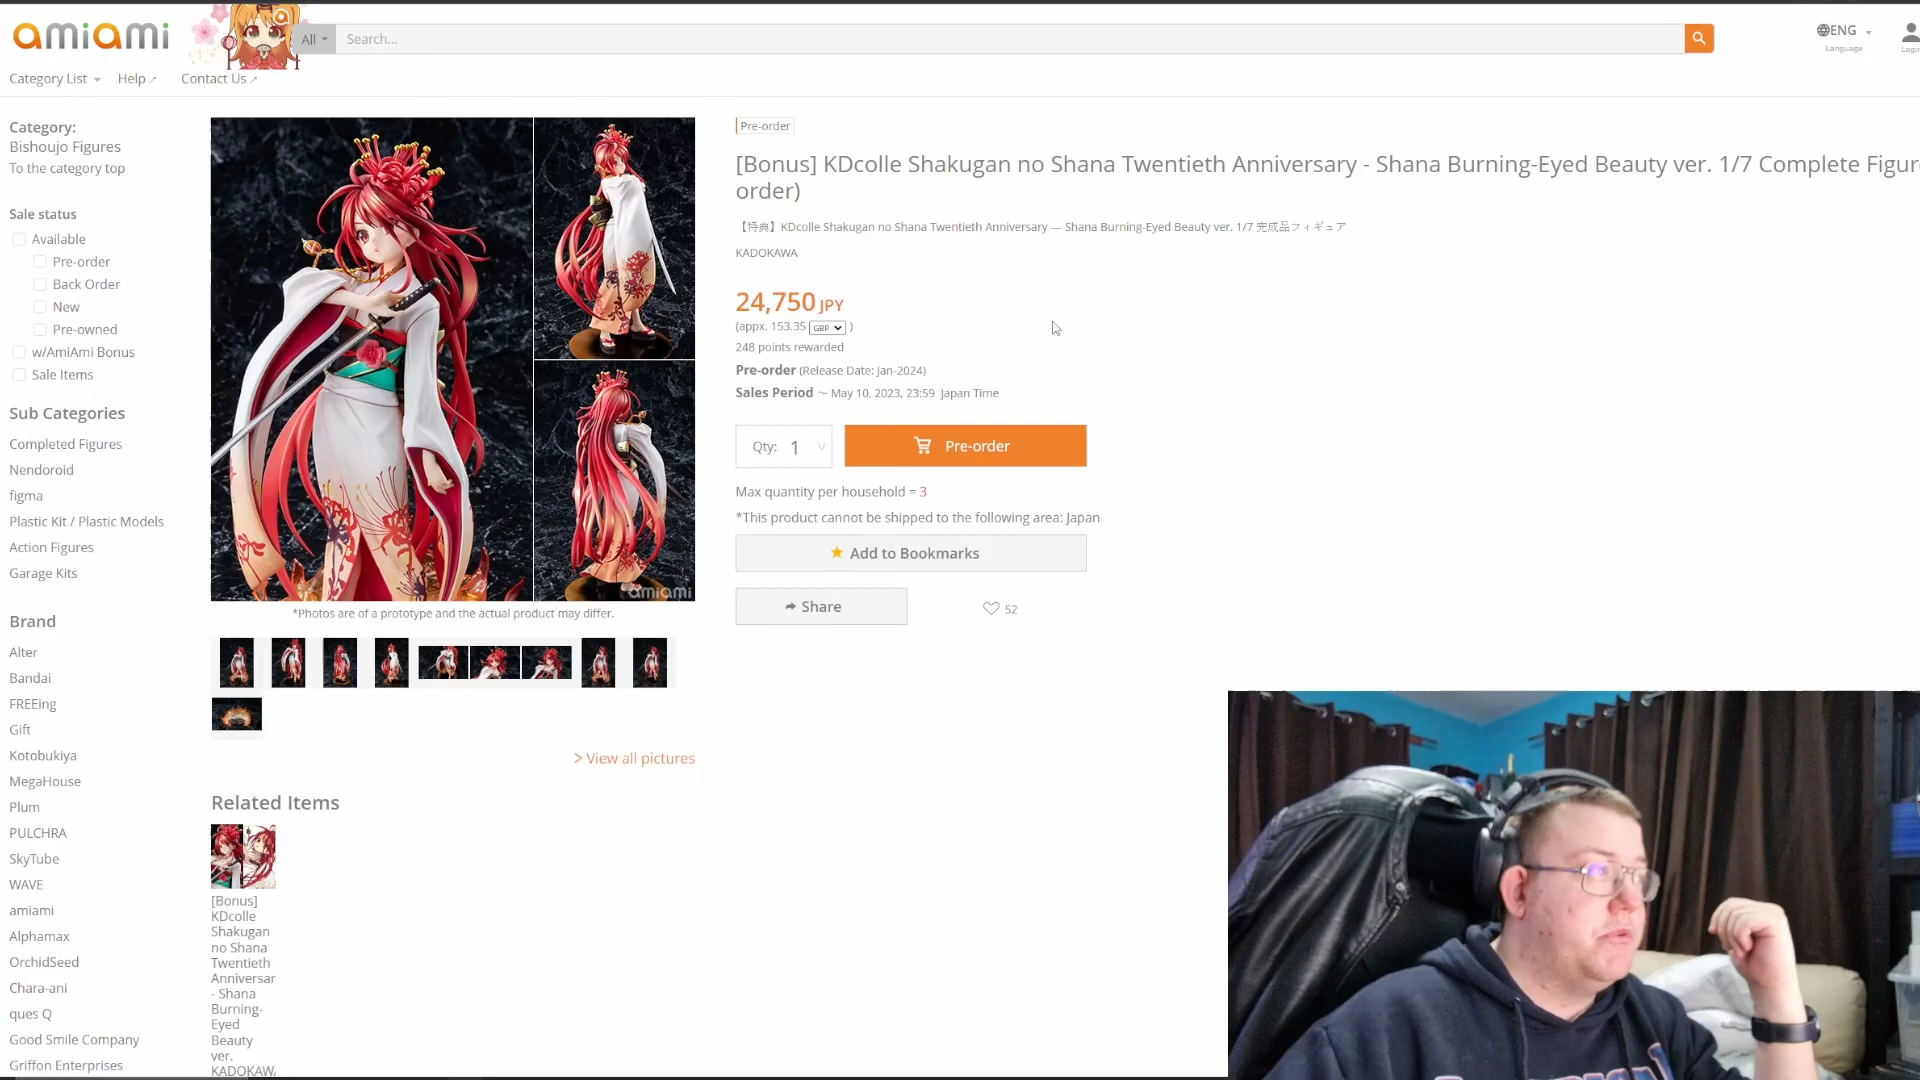 amiami
All
Search...
ENG
Language
Category List
Help
Contact Us
Category:
Bishoujo Figures
To the category top
Sale status
Available
Pre-order
Back Order
New
Pre-owned
w/AmiAmi Bonus
Sale Items
Sub Categories
Completed Figures
Nendoroid
figma
Plastic Kit / Plastic Models
Action Figures
Garage Kits
Brand
Alter
Bandai
FREEing
Gift
Kotobukiya
MegaHouse
Plum
PULCHRA
SkyTube
WAVE
amiami
Alphamax
OrchidSeed
Chara-ani
ques Q
Good Smile Company
Griffon Enterprises
amiami
*Photos are of a prototype and the actual product may differ.
> View all pictures
Related Items
[Bonus]
KDcolle
Shakugan
no Shana
Twentieth
Anniversar
- Shana
Burning-
Eyed
Beauty
ver.
KADOKAWA
Pre-order
[Bonus] KDcolle Shakugan no Shana Twentieth Anniversary - Shana Burning-Eyed Beauty ver. 1/7 Complete Figur
order)
【特典】KDcolle Shakugan no Shana Twentieth Anniversary — Shana Burning-Eyed Beauty ver. 1/7 完成品フィギュア
KADOKAWA
24,750 JPY
(appx. 153.35 GBP )
248 points rewarded
Pre-order (Release Date: Jan-2024)
Sales Period ～ May 10, 2023, 23:59 Japan Time
Qty: 1
Pre-order
Max quantity per household = 3
*This product cannot be shipped to the following area: Japan
Add to Bookmarks
Share
52